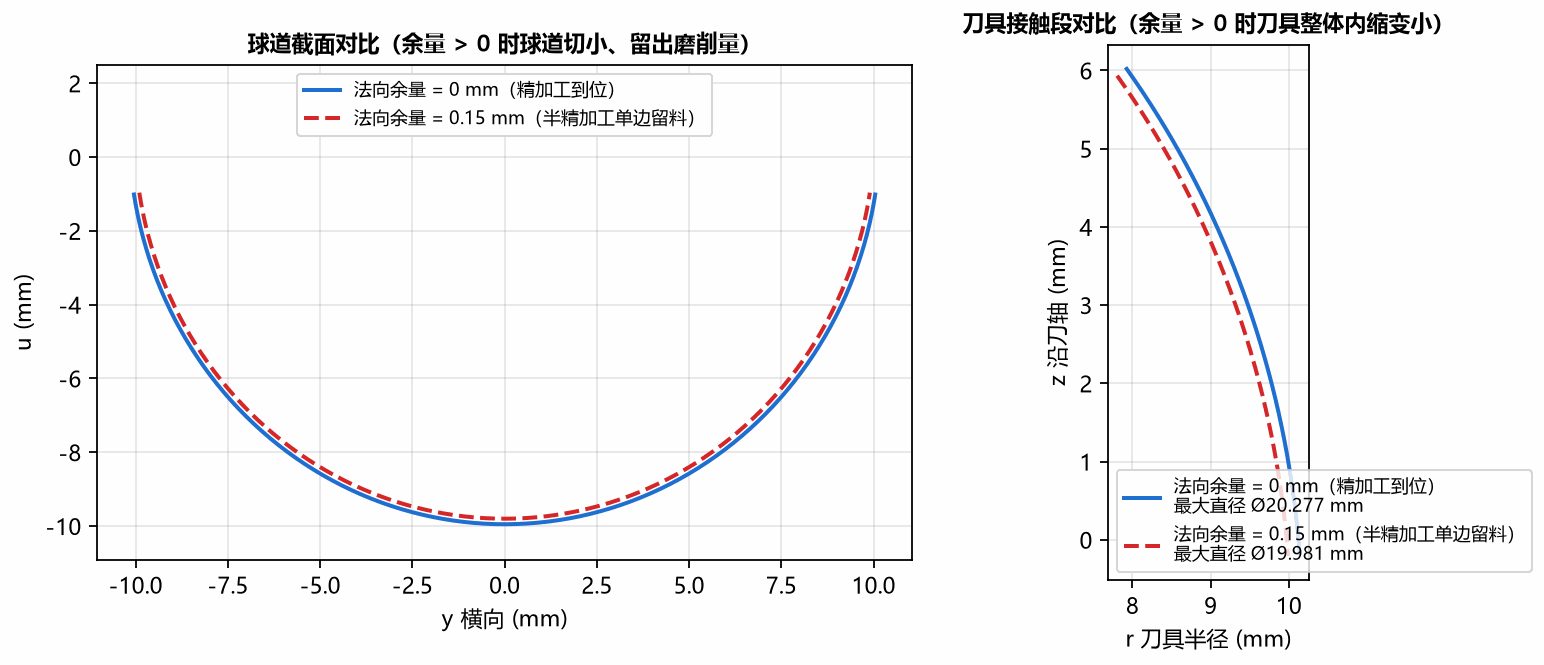 球道截面对比（余量 > 0 时球道切小、留出磨削量）
法向余量 = 0 mm（精加工到位）
法向余量 = 0.15 mm（半精加工单边留料）
2
0
-2
-4
-6
-8
-10
u (mm)
-10.0 -7.5 -5.0 -2.5 0.0 2.5 5.0 7.5 10.0
y 横向 (mm)
刀具接触段对比（余量 > 0 时刀具整体内缩变小）
6
5
4
3
2
1
0
z 沿刀轴 (mm)
法向余量 = 0 mm（精加工到位）
最大直径 Ø20.277 mm
法向余量 = 0.15 mm（半精加工单边留料）
最大直径 Ø19.981 mm
8 9 10
r 刀具半径 (mm)